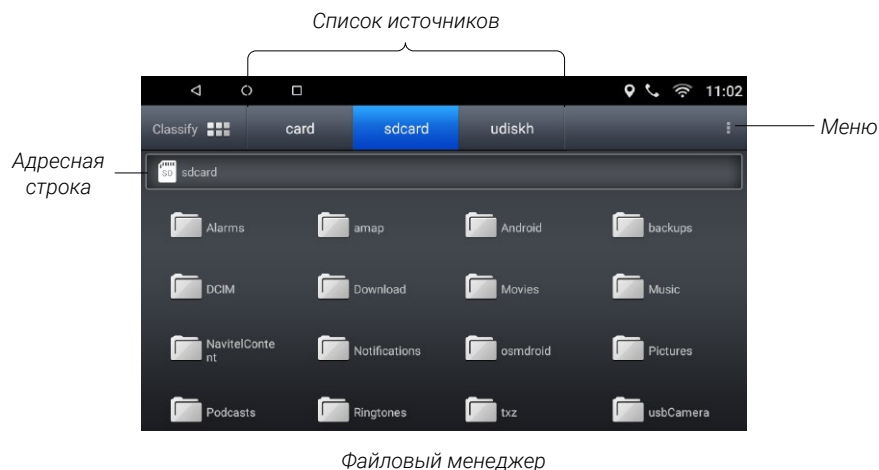 Список источников
11:02
Classify card sdcard udiskh
Меню
Адресная
строка
SD sdcard
Alarms amap Android backups
DCIM Download Movies Music
NavitelConte
nt
Notifications osmdroid Pictures
Podcasts Ringtones txz usbCamera
Файловый менеджер